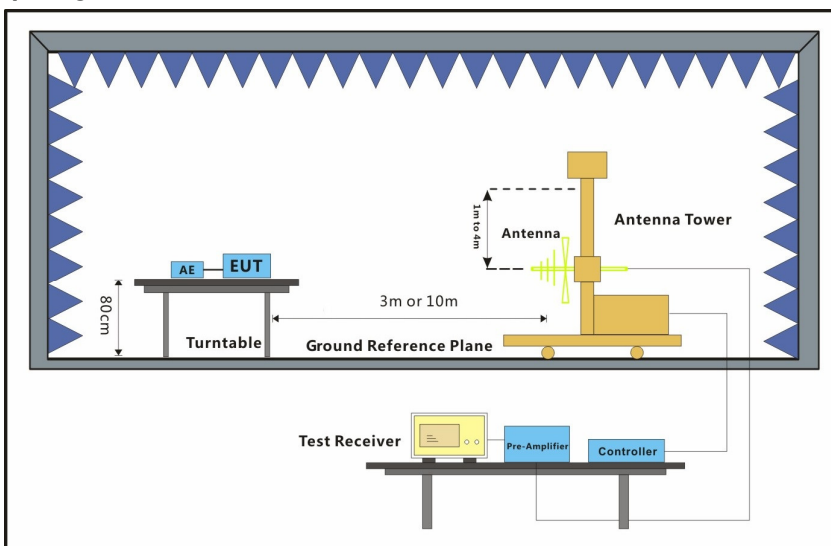 1m to 4m
Antenna
Antenna Tower
AE
EUT
80cm
3m or 10m
Turntable
Ground Reference Plane
Test Receiver
Pre-Amplifier
Controller